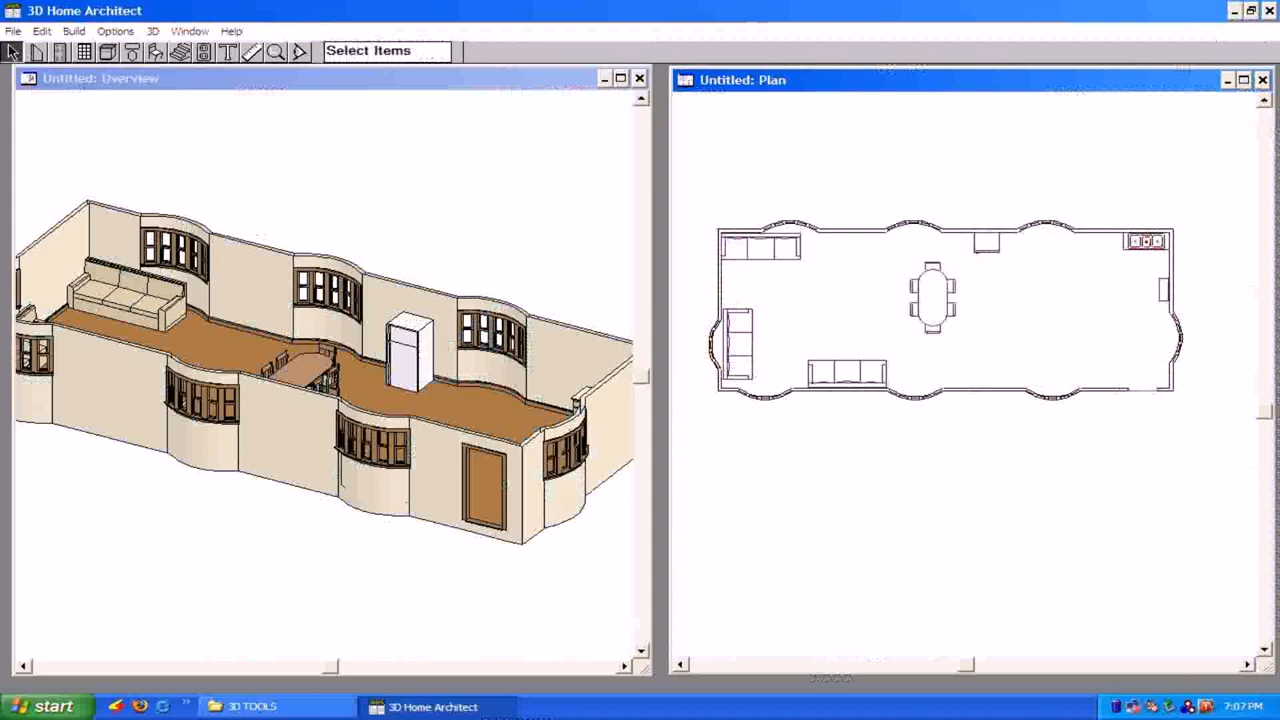 3D Home Architect
File Edit Build Options 3D Window Help
Select Items
Untitled: Overview
Untitled: Plan
start
3D TOOLS
3D Home Architect
7:07 PM